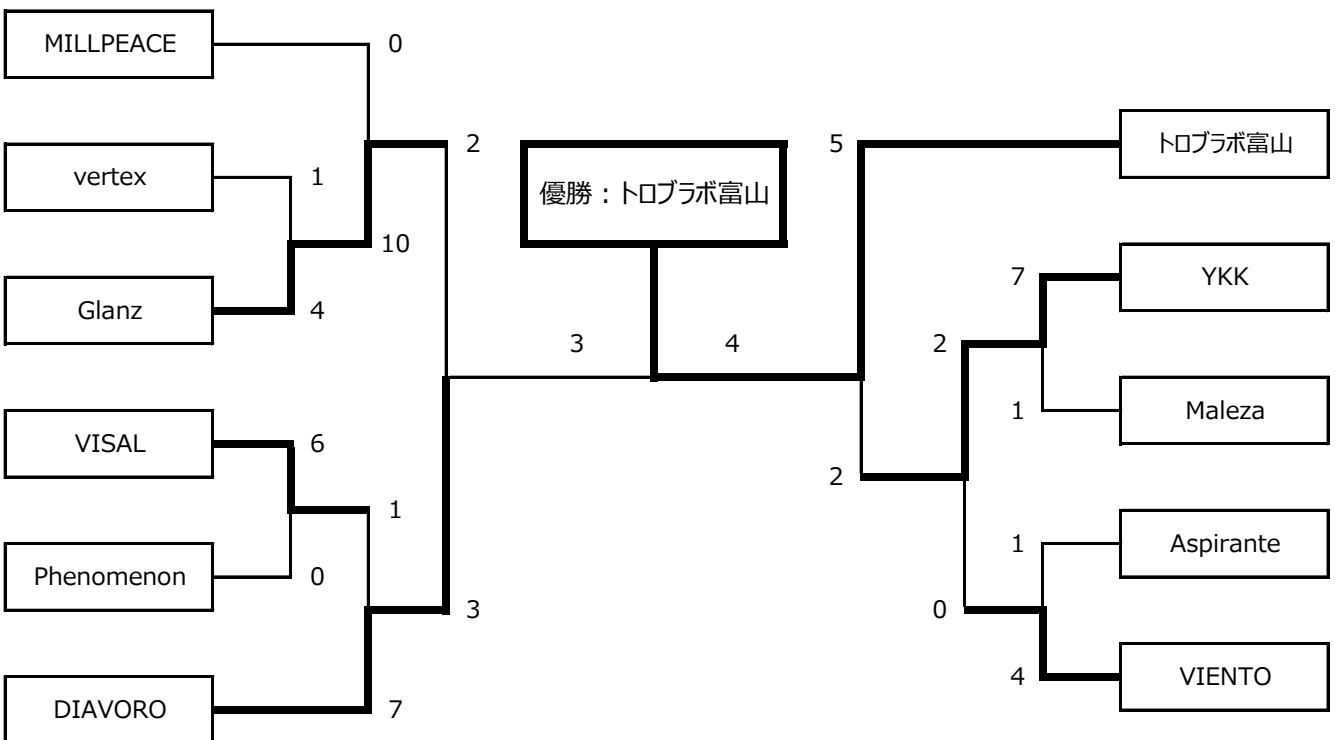 MILLPEACE
0
2
5
トロブラボ富山
vertex
1
優勝：トロブラボ富山
10
7
YKK
Glanz
4
3
4
2
1
Maleza
VISAL
6
2
1
1
Aspirante
Phenomenon
0
3
0
4
VIENTO
DIAVORO
7